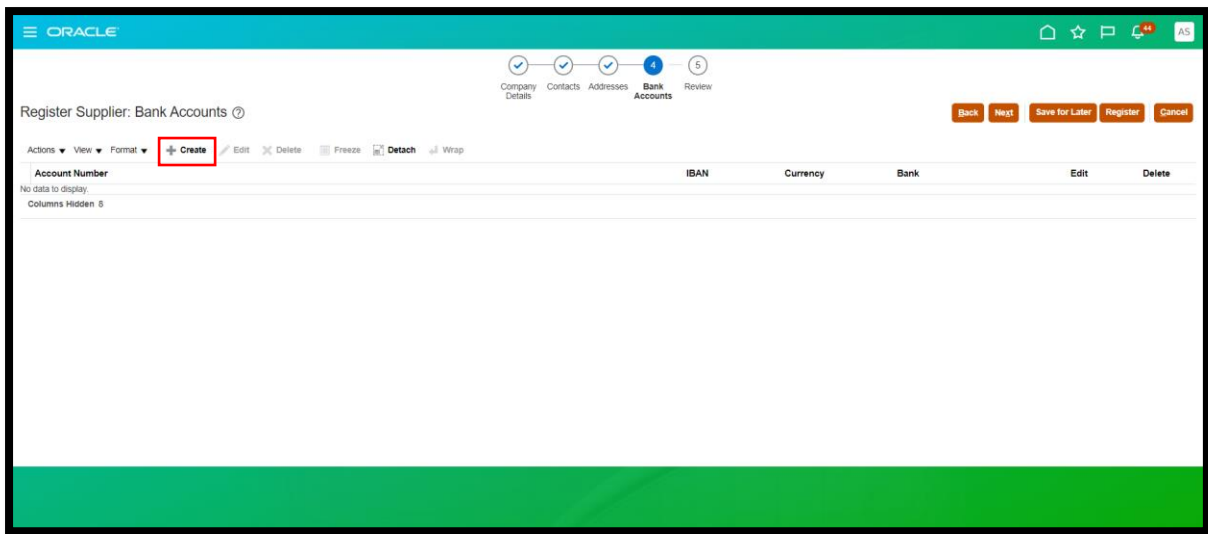 ORACLE
44
AS
4
5
Company Details
Contacts
Addresses
Bank Accounts
Review
Register Supplier: Bank Accounts
Back
Next
Save for Later
Register
Cancel
Actions View Format Create Edit Delete Freeze Detach Wrap
Account Number IBAN Currency Bank Edit Delete
No data to display.
Columns Hidden 8